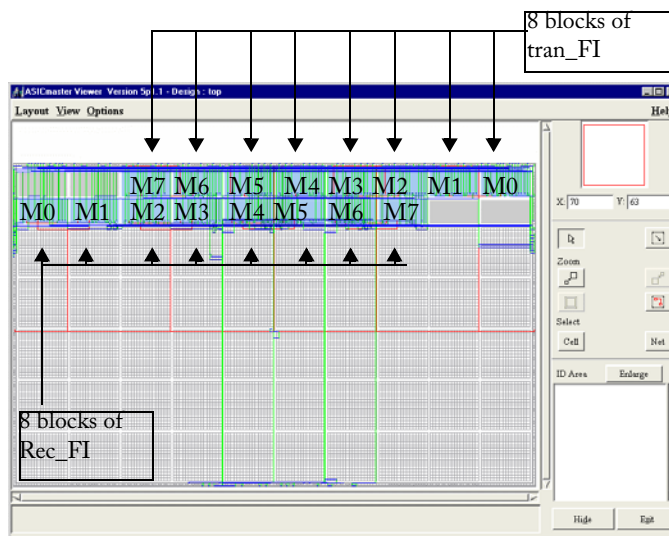 8 blocks of
tran_FI
ASICmaster Viewer Version 5p1.1 - Design : top
Layout View Options Hel
M7 M6 M5 M4 M3 M2 M1 M0
M0 M1 M2 M3 M4 M5 M6 M7
X: 70 Y: 63
Zoom
Select
Cell Net
ID Area Enlarge
8 blocks of
Rec_FI
Hide Exit